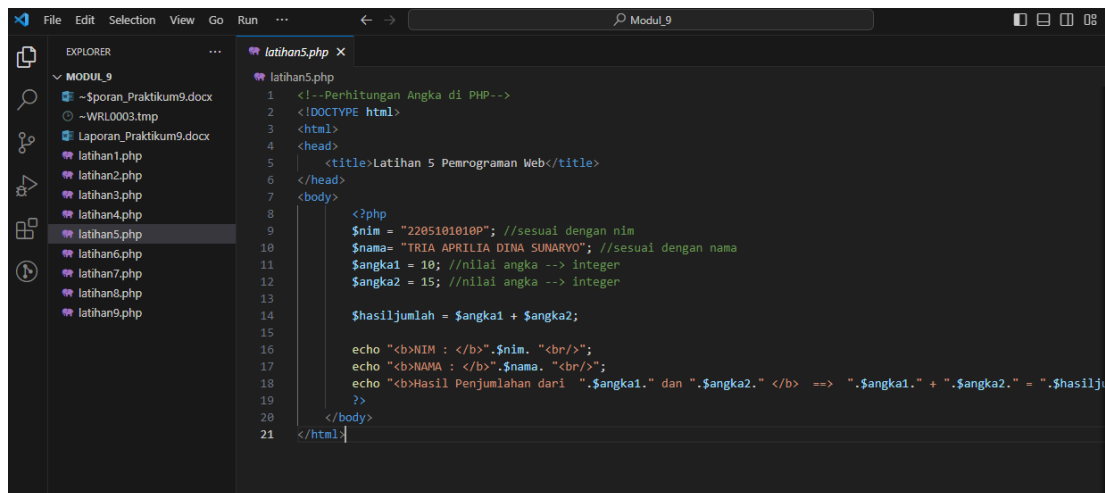 File Edit Selection View Go Run ··· ← → Modul_9
EXPLORER ···
MODUL_9
~$poran_Praktikum9.docx
~WRL0003.tmp
Laporan_Praktikum9.docx
latihan1.php
latihan2.php
latihan3.php
latihan4.php
latihan5.php
latihan6.php
latihan7.php
latihan8.php
latihan9.php
latihan5.php ×
latihan5.php
1 <!--Perhitungan Angka di PHP-->
2 <!DOCTYPE html>
3 <html>
4 <head>
5 <title>Latihan 5 Pemrograman Web</title>
6 </head>
7 <body>
8 <?php
9 $nim = "2205101010P"; //sesuai dengan nim
10 $nama= "TRIA APRILIA DINA SUNARYO"; //sesuai dengan nama
11 $angka1 = 10; //nilai angka --> integer
12 $angka2 = 15; //nilai angka --> integer
13
14 $hasiljumlah = $angka1 + $angka2;
15
16 echo "<b>NIM : </b>".$nim. "<br/>";
17 echo "<b>NAMA : </b>".$nama. "<br/>";
18 echo "<b>Hasil Penjumlahan dari  ".$angka1." dan ".$angka2." </b>  ==>  ".$angka1." + ".$angka2." = ".$hasilju
19 ?>
20 </body>
21 </html>